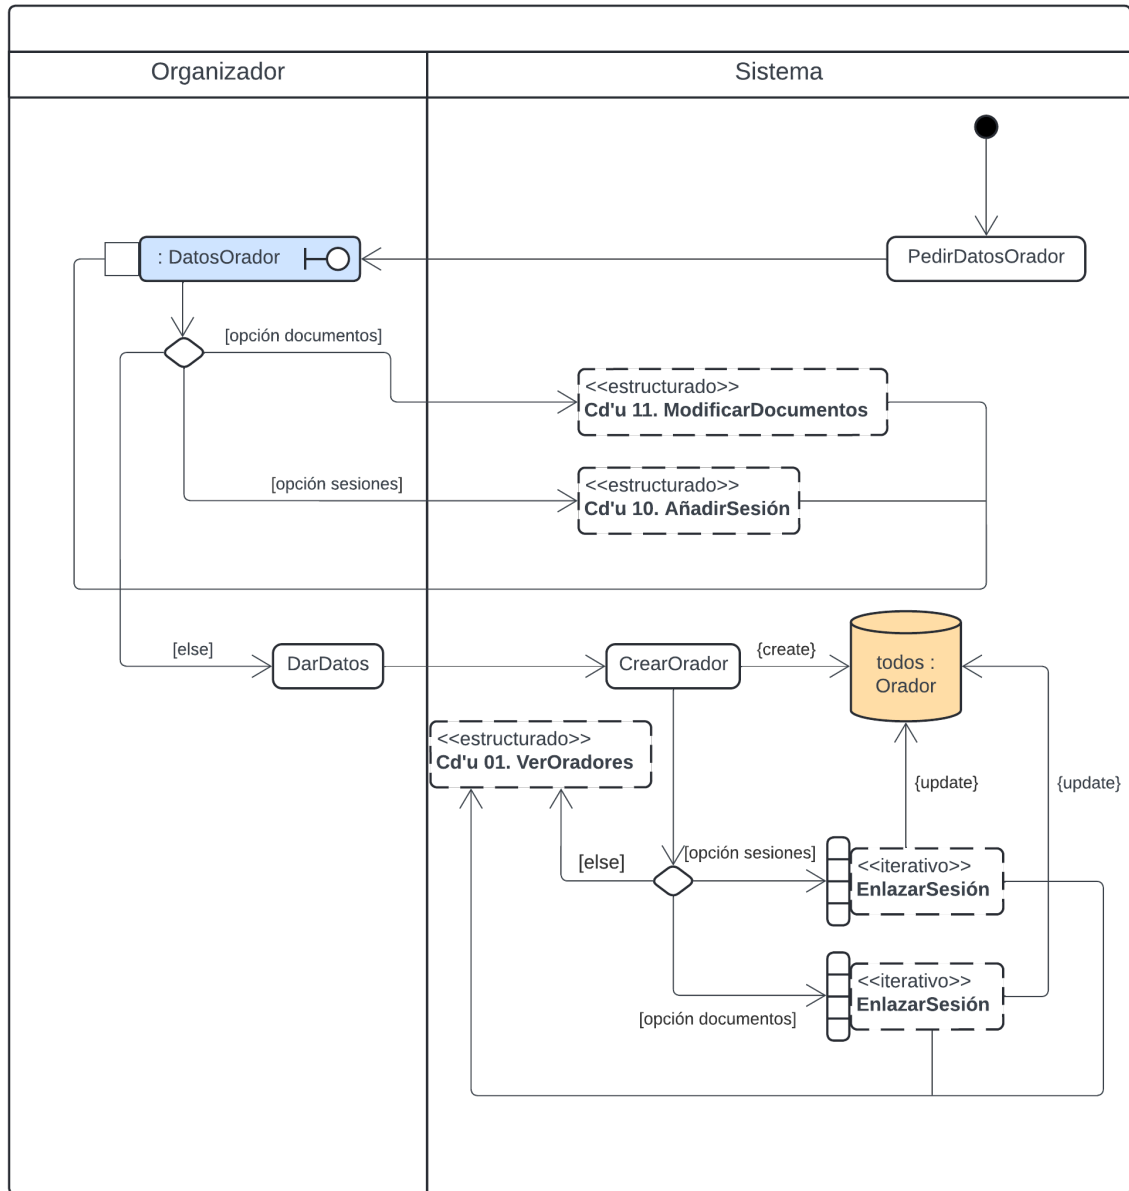 Organizador
Sistema
: DatosOrador
PedirDatosOrador
[opción documentos]
<<estructurado>>
Cd'u 11. ModificarDocumentos
[opción sesiones]
<<estructurado>>
Cd'u 10. AñadirSesión
[else]
DarDatos
CrearOrador
{create}
todos :
Orador
<<estructurado>>
Cd'u 01. VerOradores
{update}
{update}
[else]
[opción sesiones]
<<iterativo>>
EnlazarSesión
<<iterativo>>
EnlazarSesión
[opción documentos]